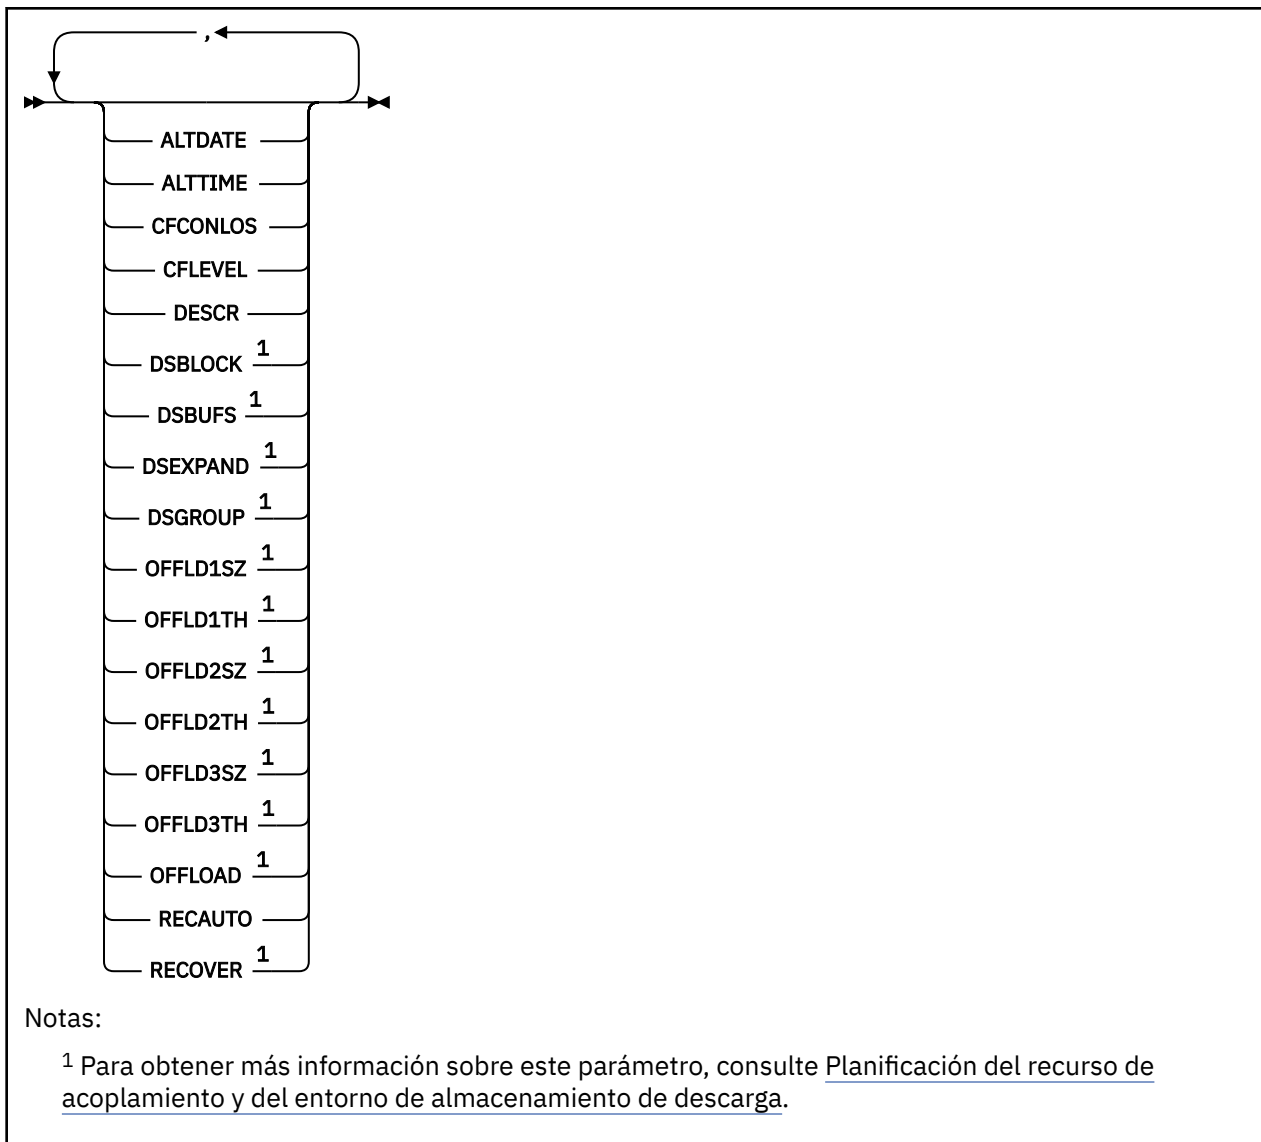 ,
ALTDATE
ALTTIME
CFCONLOS
CFLEVEL
DESCR
DSBLOCK 1
DSBUFS 1
DSEXPAND 1
DSGROUP 1
OFFLD1SZ 1
OFFLD1TH 1
OFFLD2SZ 1
OFFLD2TH 1
OFFLD3SZ 1
OFFLD3TH 1
OFFLOAD 1
RECAUTO
RECOVER 1
Notas:
1 Para obtener más información sobre este parámetro, consulte Planificación del recurso de
acoplamiento y del entorno de almacenamiento de descarga.